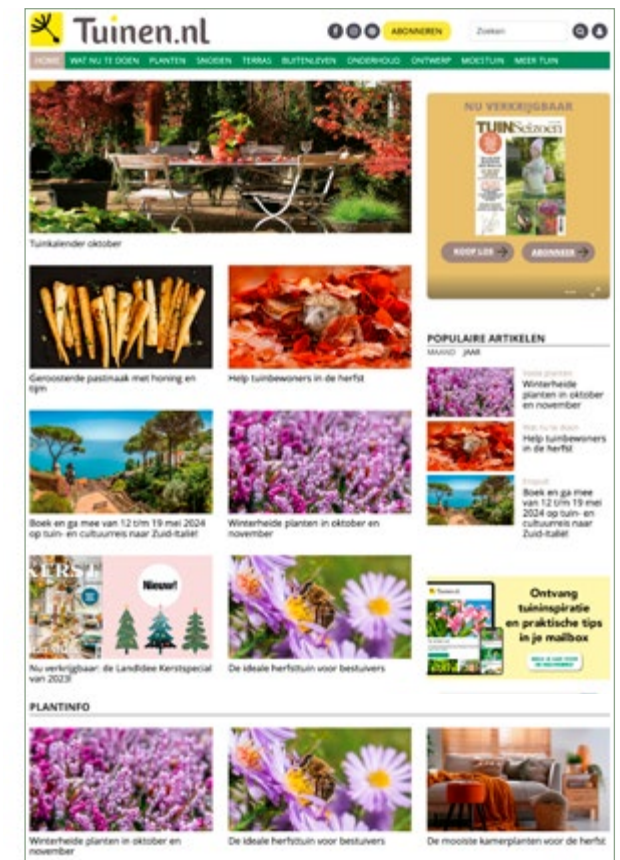 Tuinen.nl
ABONNEREN
Zoeken
HOME WAT NU TE DOEN PLANTEN SNOEIEN TERRAS BUITENLEVEN ONDERHOUD ONTWERP MOESTUIN MEER TUIN
Tuinkalender oktober
NU VERKRIJGBAAR
TUINSeizoen
KOOP LOS
ABONNEER
Geroosterde pastinaak met honing en
tijm
Help tuinbewoners in de herfst
POPULAIRE ARTIKELEN
MAAND JAAR
Vaste planten
Winterheide
planten in oktober
en november
Wat nu te doen
Help tuinbewoners
in de herfst
Boek en ga mee
van 12 t/m 19 mei
2024 op tuin- en
cultuurreis naar
Zuid-Italië!
Boek en ga mee van 12 t/m 19 mei 2024
op tuin- en cultuurreis naar Zuid-Italië!
Winterheide planten in oktober en
november
KERST
Nieuw!
Nu verkrijgbaar: de LandIdee Kerstspecial
van 2023!
De ideale herfsttuin voor bestuivers
Tuinen.nl
Ontvang
tuininspiratie
en praktische tips
in je mailbox
PLANTINFO
Winterheide planten in oktober en
november
De ideale herfsttuin voor bestuivers
De mooiste kamerplanten voor de herfst